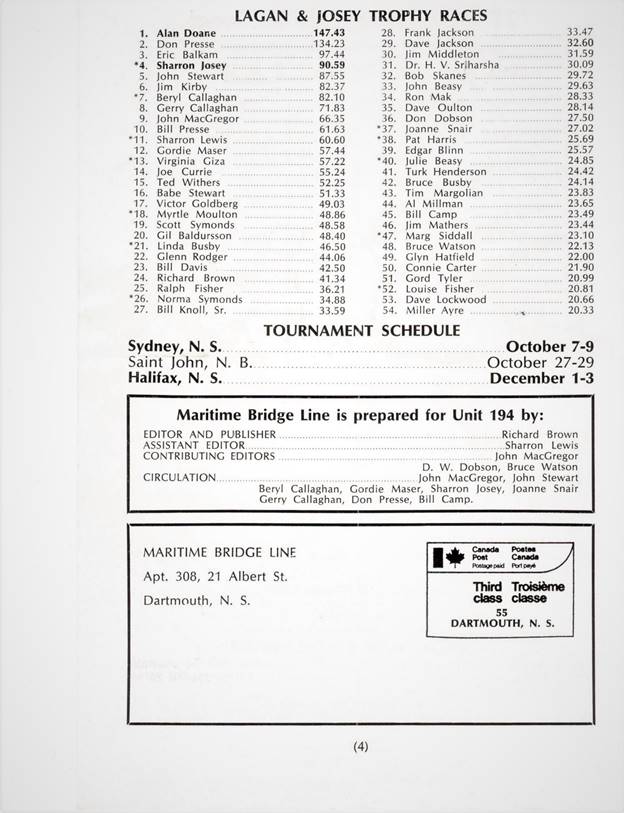 LAGAN & JOSEY TROPHY RACES
1. Alan Doane 147.43
2. Don Presse 134.23
3. Eric Balkam 97.44
*4. Sharron Josey 90.59
5. John Stewart 87.55
6. Jim Kirby 82.37
*7. Beryl Callaghan 82.10
8. Gerry Callaghan 71.83
9. John MacGregor 66.35
10. Bill Presse 61.63
*11. Sharron Lewis 60.60
12. Gordie Maser 57.44
*13. Virginia Giza 57.22
14. Joe Currie 55.24
15. Ted Withers 52.25
16. Babe Stewart 51.33
17. Victor Goldberg 49.03
*18. Myrtle Moulton 48.86
19. Scott Symonds 48.58
20. Gil Baldursson 48.40
*21. Linda Busby 46.50
22. Glenn Rodger 44.06
23. Bill Davis 42.50
24. Richard Brown 41.34
25. Ralph Fisher 36.21
*26. Norma Symonds 34.88
27. Bill Knoll, Sr. 33.59
28. Frank Jackson 33.47
29. Dave Jackson 32.60
30. Jim Middleton 31.59
31. Dr. H. V. Sriharsha 30.09
32. Bob Skanes 29.72
33. John Beasy 29.63
34. Ron Mak 28.33
35. Dave Oulton 28.14
36. Don Dobson 27.50
*37. Joanne Snair 27.02
*38. Pat Harris 25.69
39. Edgar Blinn 25.57
*40. Julie Beasy 24.85
41. Turk Henderson 24.42
42. Bruce Busby 24.14
43. Tim Margolian 23.83
44. Al Millman 23.65
45. Bill Camp 23.49
46. Jim Mathers 23.44
*47. Marg Siddall 23.10
48. Bruce Watson 22.13
49. Glyn Hatfield 22.00
50. Connie Carter 21.90
51. Gord Tyler 20.99
*52. Louise Fisher 20.81
53. Dave Lockwood 20.66
54. Miller Ayre 20.33
TOURNAMENT SCHEDULE
Sydney, N. S. October 7-9
Saint John, N. B. October 27-29
Halifax, N. S. December 1-3
Maritime Bridge Line is prepared for Unit 194 by:
EDITOR AND PUBLISHER Richard Brown
ASSISTANT EDITOR Sharron Lewis
CONTRIBUTING EDITORS John MacGregor
D. W. Dobson, Bruce Watson
CIRCULATION John MacGregor, John Stewart
Beryl Callaghan, Gordie Maser, Sharron Josey, Joanne Snair
Gerry Callaghan, Don Presse, Bill Camp.
MARITIME BRIDGE LINE
Apt. 308, 21 Albert St.
Dartmouth, N. S.
Canada Postes
Post Canada
Postage paid Port payé
Third Troisième
class classe
55
DARTMOUTH, N. S.
(4)